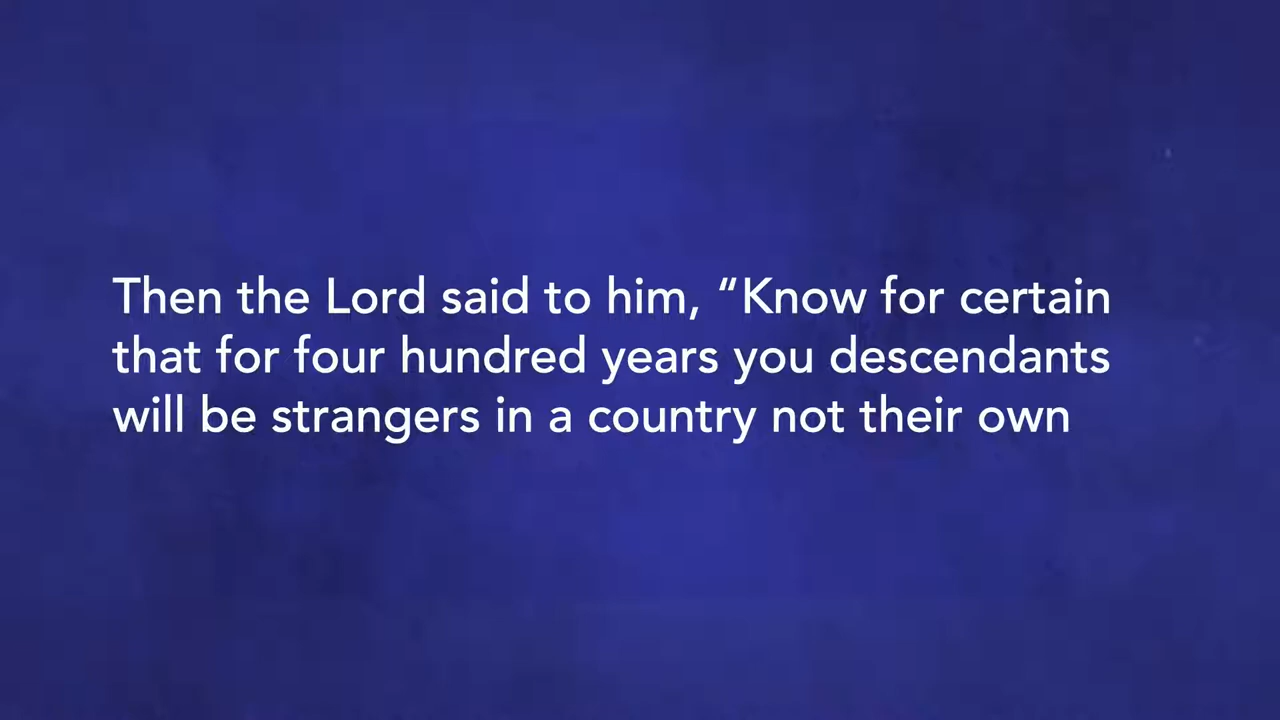 Then the Lord said to him, “Know for certain
that for four hundred years you descendants
will be strangers in a country not their own